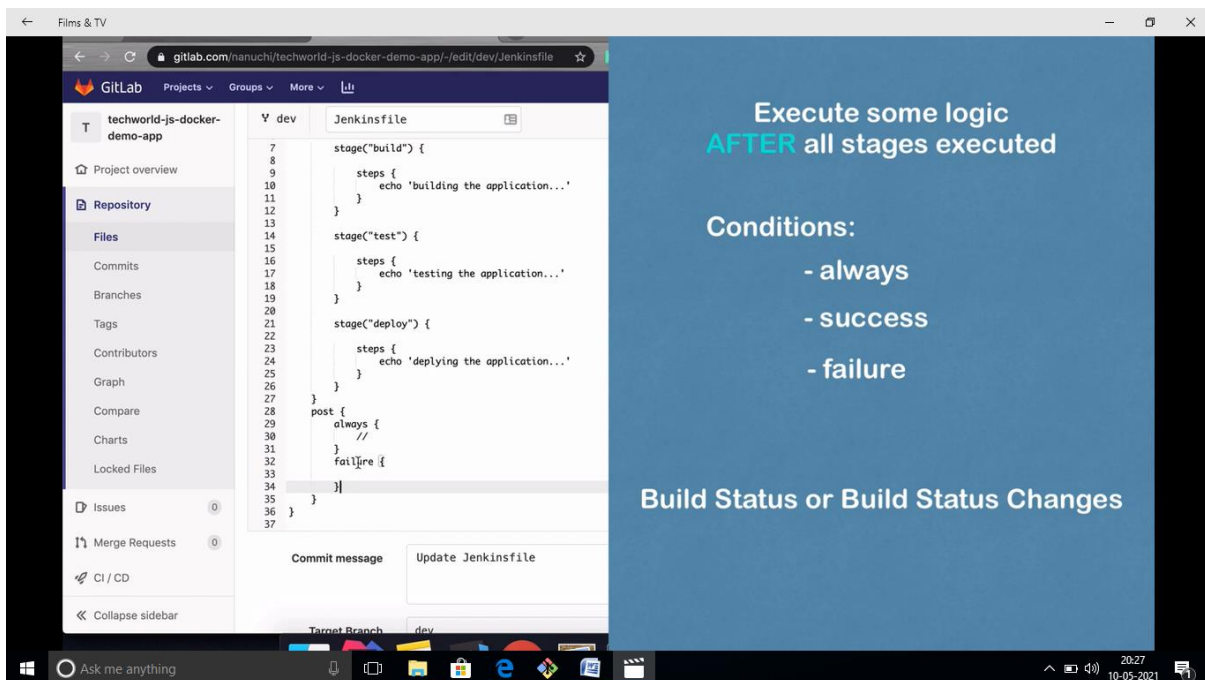 Films & TV
gitlab.com/nanuchi/techworld-js-docker-demo-app/-/edit/dev/Jenkinsfile
GitLab Projects Groups More
T techworld-js-docker-
demo-app
Project overview
Repository
Files
Commits
Branches
Tags
Contributors
Graph
Compare
Charts
Locked Files
Issues 0
Merge Requests 0
CI / CD
Collapse sidebar
dev Jenkinsfile
7 stage("build") {
8
9 steps {
10 echo 'building the application...'
11 }
12 }
13
14 stage("test") {
15
16 steps {
17 echo 'testing the application...'
18 }
19 }
20
21 stage("deploy") {
22
23 steps {
24 echo 'deplying the application...'
25 }
26 }
27 }
28 post {
29 always {
30 //
31 }
32 failure {
33
34 }
35 }
36 }
37
Commit message Update Jenkinsfile
Target Branch dev
Execute some logic
AFTER all stages executed
Conditions:
- always
- success
- failure
Build Status or Build Status Changes
Ask me anything
20:27
10-05-2021
1